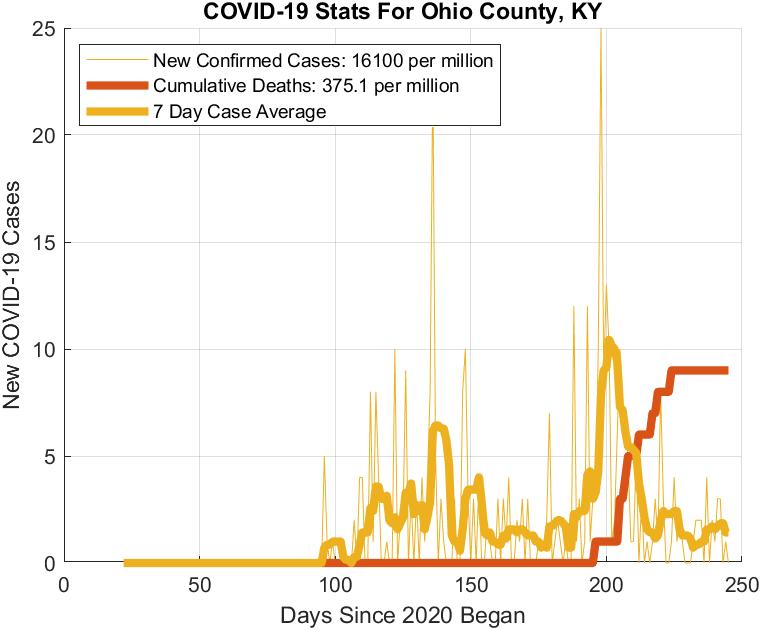 COVID-19 Stats For Ohio County, KY
New Confirmed Cases: 16100 per million
Cumulative Deaths: 375.1 per million
7 Day Case Average
New COVID-19 Cases
25
20
15
10
5
0
0 50 100 150 200 250
Days Since 2020 Began